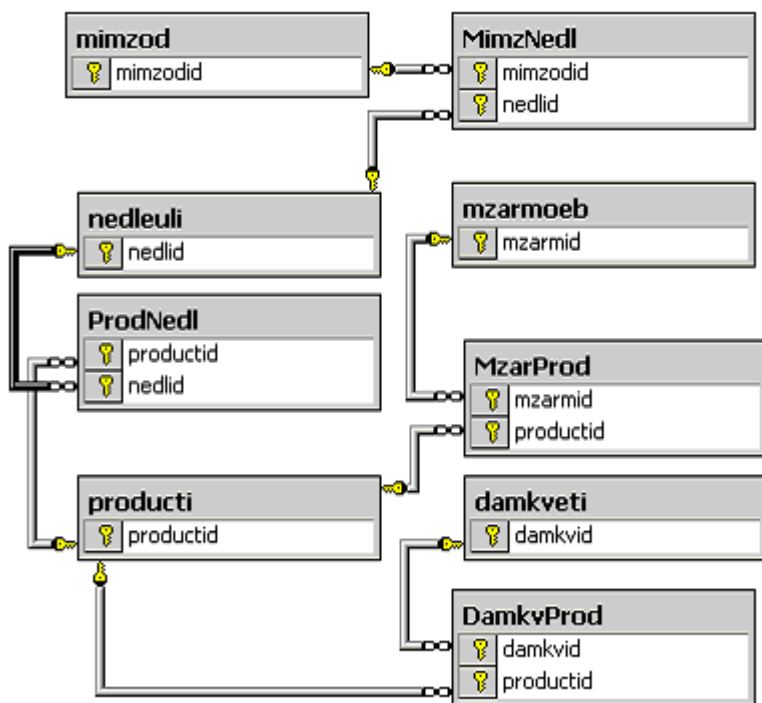 mimzod
mimzodid
MimzNedl
mimzodid
nedlid
nedleuli
nedlid
mzarmoeb
mzarmid
ProdNedl
productid
nedlid
MzarProd
mzarmid
productid
producti
productid
damkveti
damkvid
DamkvProd
damkvid
productid